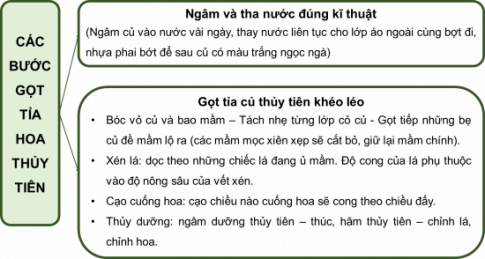 CÁC
BƯỚC
GỌT
TỈA
HOA
THỦY
TIÊN
Ngâm và tha nước đúng kĩ thuật
(Ngâm củ vào nước vài ngày, thay nước liên tục cho lớp áo ngoài cùng bợt đi,
nhựa phai bớt để sau củ có màu trắng ngọc ngà)
Gọt tỉa củ thủy tiên khéo léo
• Bóc vỏ củ và bao mầm – Tách nhẹ từng lớp cỏ củ - Gọt tiếp những bẹ
củ đề mầm lộ ra (các mầm mọc xiên xẹp sẽ cắt bỏ, giữ lại mầm chính).
• Xén lá: dọc theo những chiếc lá đang ủ mầm. Độ cong của lá phụ thuộc
vào độ nông sâu của vết xén.
• Cạo cuống hoa: cạo chiều nào cuống hoa sẽ cong theo chiều đấy.
• Thủy dưỡng: ngâm dưỡng thủy tiên – thúc, hãm thủy tiên – chỉnh lá,
chỉnh hoa.